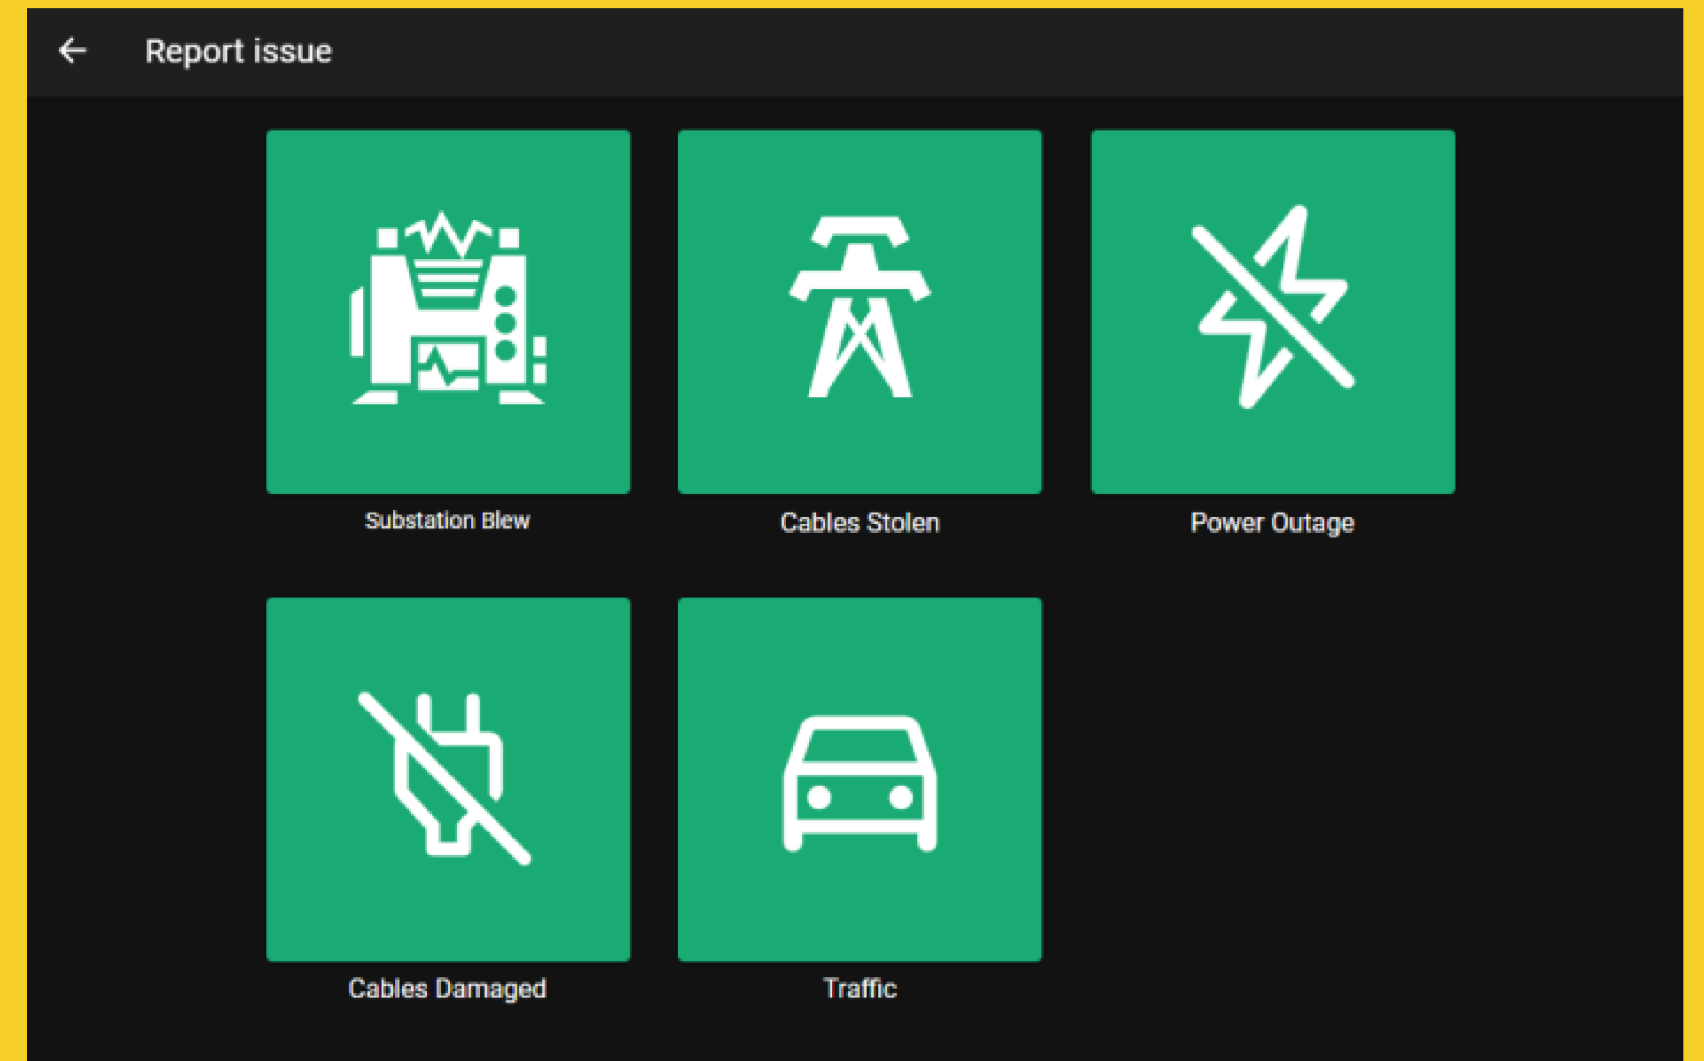 Report issue
Substation Blew
Cables Stolen
Power Outage
Cables Damaged
Traffic